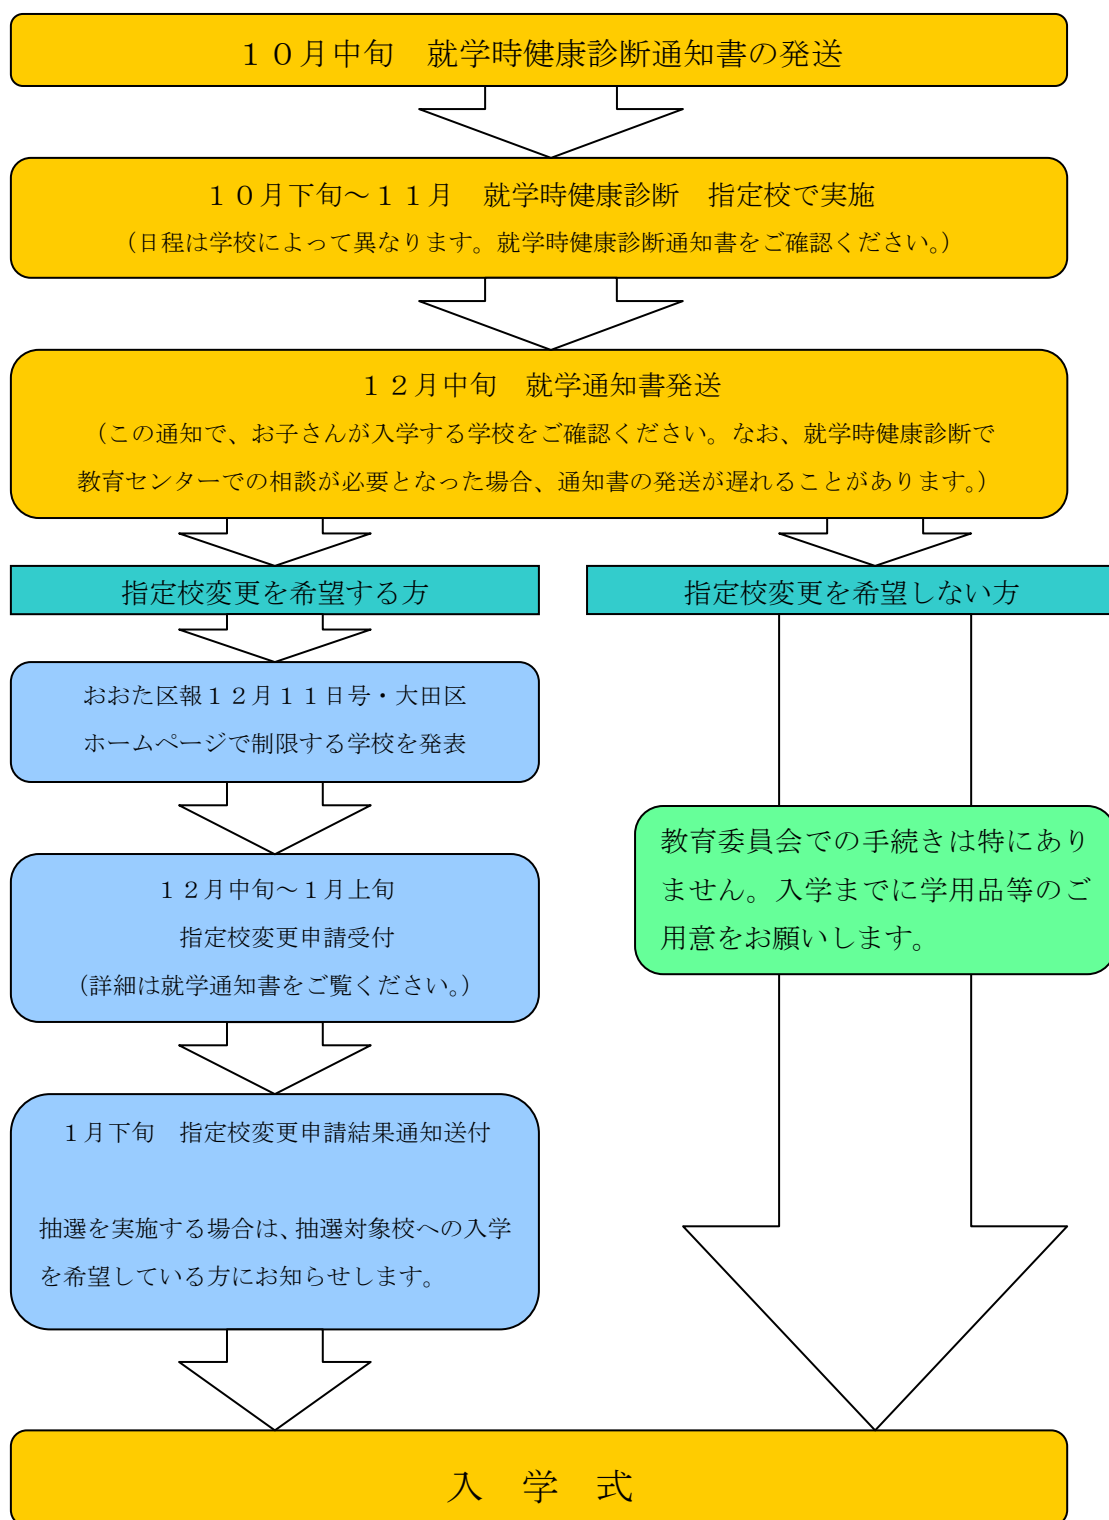 １０月中旬　就学時健康診断通知書の発送
１０月下旬～１１月　就学時健康診断　指定校で実施
（日程は学校によって異なります。就学時健康診断通知書をご確認ください。）
１２月中旬　就学通知書発送
（この通知で、お子さんが入学する学校をご確認ください。なお、就学時健康診断で
教育センターでの相談が必要となった場合、通知書の発送が遅れることがあります。）
指定校変更を希望する方
おおた区報１２月１１日号・大田区
ホームページで制限する学校を発表
１２月中旬～１月上旬
指定校変更申請受付
（詳細は就学通知書をご覧ください。）
１月下旬　指定校変更申請結果通知送付
抽選を実施する場合は、抽選対象校への入学
を希望している方にお知らせします。
指定校変更を希望しない方
教育委員会での手続きは特にあり
ません。入学までに学用品等のご
用意をお願いします。
入　学　式